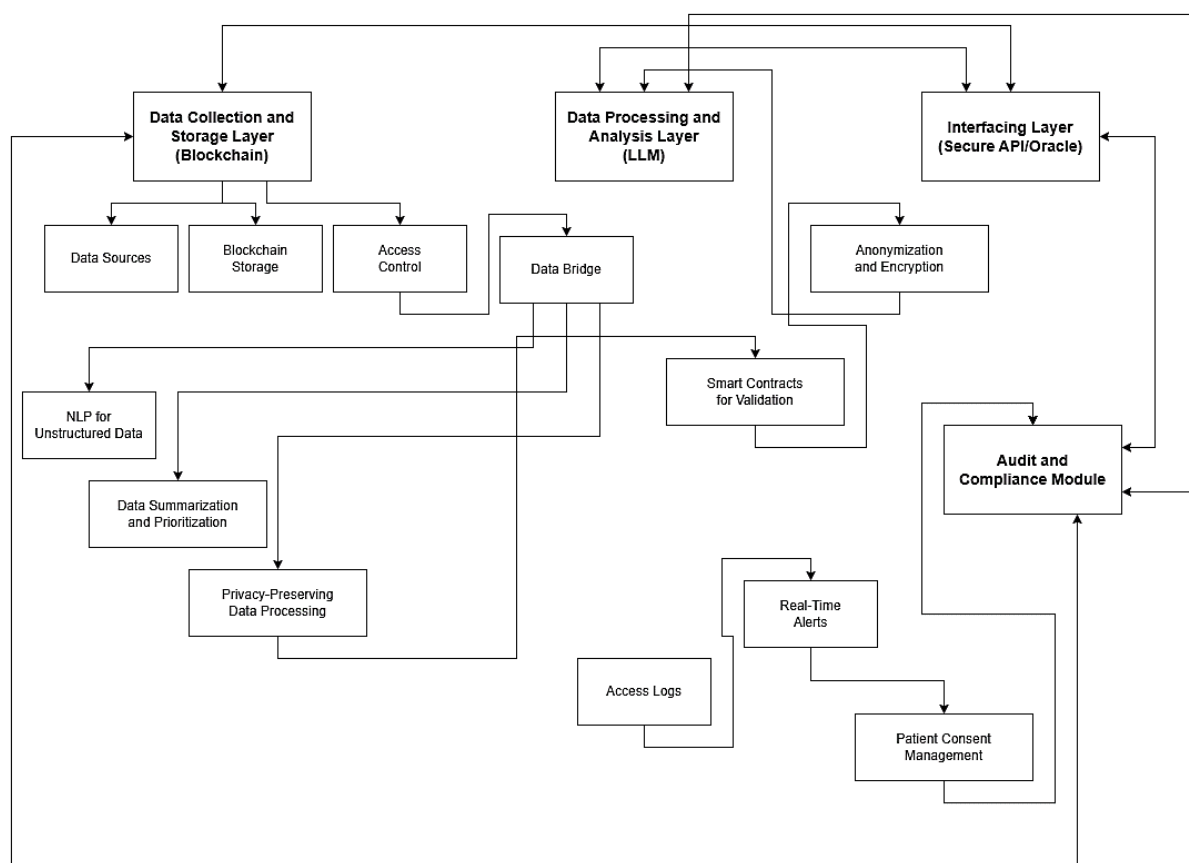 Data Collection and
Storage Layer
(Blockchain)
Data Processing and
Analysis Layer
(LLM)
Interfacing Layer
(Secure API/Oracle)
Data Sources
Blockchain
Storage
Access
Control
Data Bridge
Anonymization
and Encryption
NLP for
Unstructured Data
Smart Contracts
for Validation
Audit and
Compliance Module
Data Summarization
and Prioritization
Privacy-Preserving
Data Processing
Real-Time
Alerts
Access Logs
Patient Consent
Management